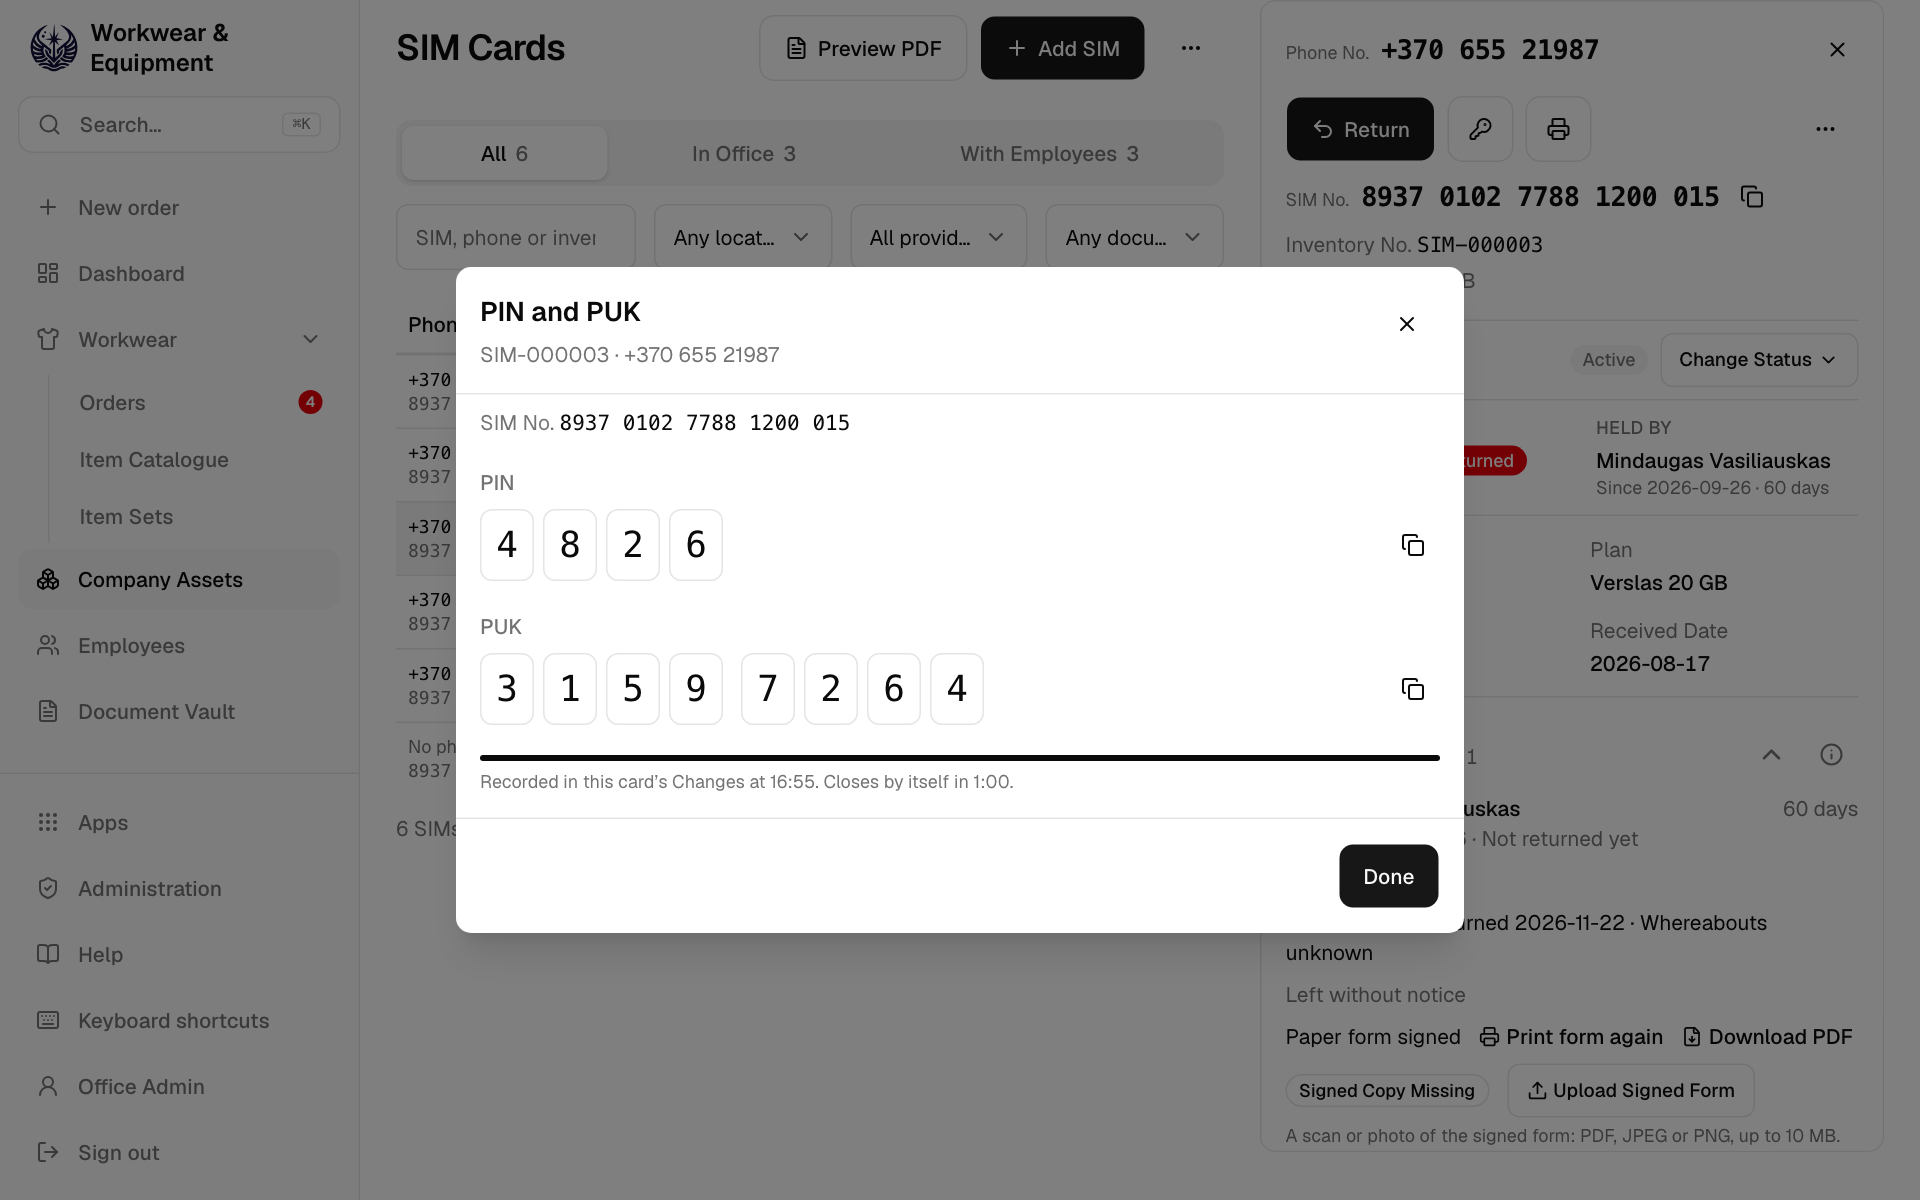 Workwear &
Equipment
Search...
⌘K
New order
Dashboard
Workwear
Orders
4
Item Catalogue
Item Sets
Company Assets
Employees
Document Vault
Apps
Administration
Help
Keyboard shortcuts
Office Admin
Sign out
SIM Cards
Preview PDF
Add SIM
All 6
In Office 3
With Employees 3
SIM, phone or inver
Any locat...
All provid...
Any docu...
Phon
+370
8937
+370
8937
+370
8937
+370
8937
+370
8937
No ph
8937
6 SIMs
PIN and PUK
SIM-000003 · +370 655 21987
SIM No. 8937 0102 7788 1200 015
PIN
4 8 2 6
PUK
3 1 5 9 7 2 6 4
Recorded in this card’s Changes at 16:55. Closes by itself in 1:00.
Done
Phone No. +370 655 21987
Return
SIM No. 8937 0102 7788 1200 015
Inventory No. SIM-000003
B
Active
Change Status
HELD BY
urned
Mindaugas Vasiliauskas
Since 2026-09-26 · 60 days
Plan
Verslas 20 GB
Received Date
2026-08-17
1
uskas
60 days
· Not returned yet
urned 2026-11-22 · Whereabouts
unknown
Left without notice
Paper form signed
Print form again
Download PDF
Signed Copy Missing
Upload Signed Form
A scan or photo of the signed form: PDF, JPEG or PNG, up to 10 MB.